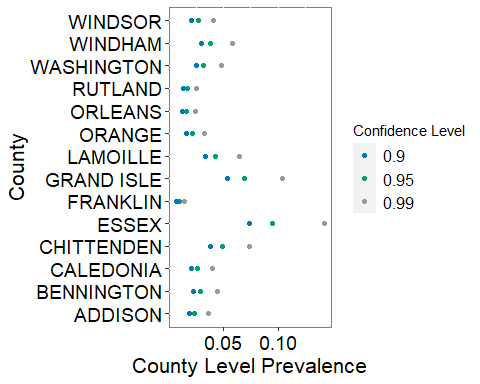 WINDSOR
WINDHAM
WASHINGTON
RUTLAND
ORLEANS
ORANGE
LAMOILLE
GRAND ISLE
FRANKLIN
ESSEX
CHITTENDEN
CALEDONIA
BENNINGTON
ADDISON
County
0.05 0.10
County Level Prevalence
Confidence Level
0.9
0.95
0.99